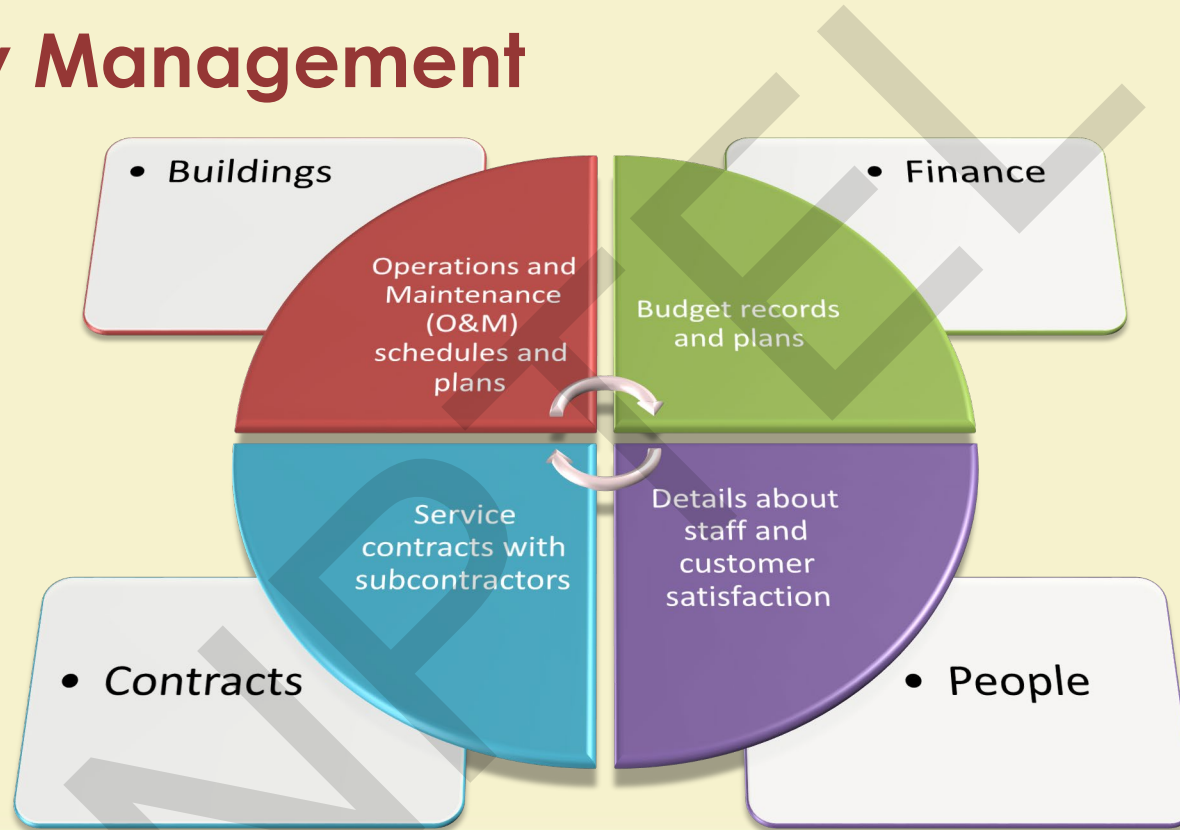 y Management
• Buildings
• Finance
Operations and
Maintenance
(O&M)
schedules and
plans
Budget records
and plans
Service
contracts with
subcontractors
Details about
staff and
customer
satisfaction
• Contracts
• People
NPTEL